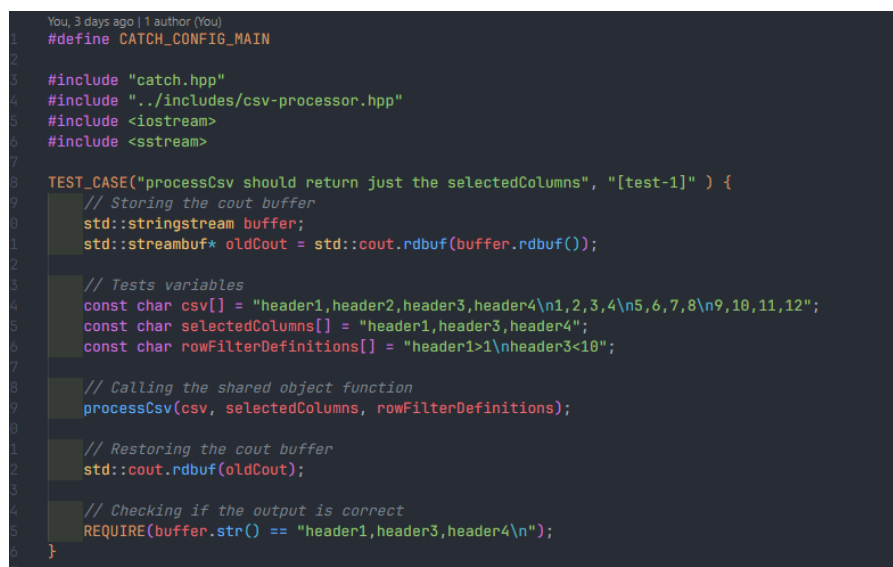 You, 3 days ago | 1 author (You)
1 #define CATCH_CONFIG_MAIN
2
3 #include "catch.hpp"
4 #include "../includes/csv-processor.hpp"
5 #include <iostream>
6 #include <sstream>
7
8 TEST_CASE("processCsv should return just the selectedColumns", "[test-1]" ) {
9     // Storing the cout buffer
0     std::stringstream buffer;
1     std::streambuf* oldCout = std::cout.rdbuf(buffer.rdbuf());
2
3     // Tests variables
4     const char csv[] = "header1,header2,header3,header4\n1,2,3,4\n5,6,7,8\n9,10,11,12";
5     const char selectedColumns[] = "header1,header3,header4";
6     const char rowFilterDefinitions[] = "header1>1\nheader3<10";
7
8     // Calling the shared object function
9     processCsv(csv, selectedColumns, rowFilterDefinitions);
0
1     // Restoring the cout buffer
2     std::cout.rdbuf(oldCout);
3
4     // Checking if the output is correct
5     REQUIRE(buffer.str() == "header1,header3,header4\n");
6 }